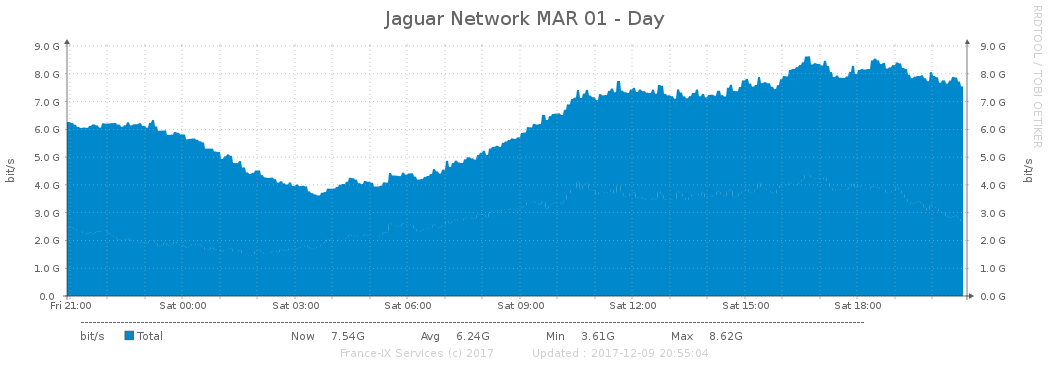 Jaguar Network MAR 01 - Day
RRDTOOL / TOBI OETIKER
bit/s
9.0 G 9.0 G
8.0 G 8.0 G
7.0 G 7.0 G
6.0 G 6.0 G
5.0 G 5.0 G
4.0 G 4.0 G
3.0 G 3.0 G
2.0 G 2.0 G
1.0 G 1.0 G
0.0 0.0 G
bit/s
Fri 21:00 Sat 00:00 Sat 03:00 Sat 06:00 Sat 09:00 Sat 12:00 Sat 15:00 Sat 18:00
bit/s Total Now 7.54G Avg 6.24G Min 3.61G Max 8.62G
France-IX Services (c) 2017 Updated : 2017-12-09 20:55:04